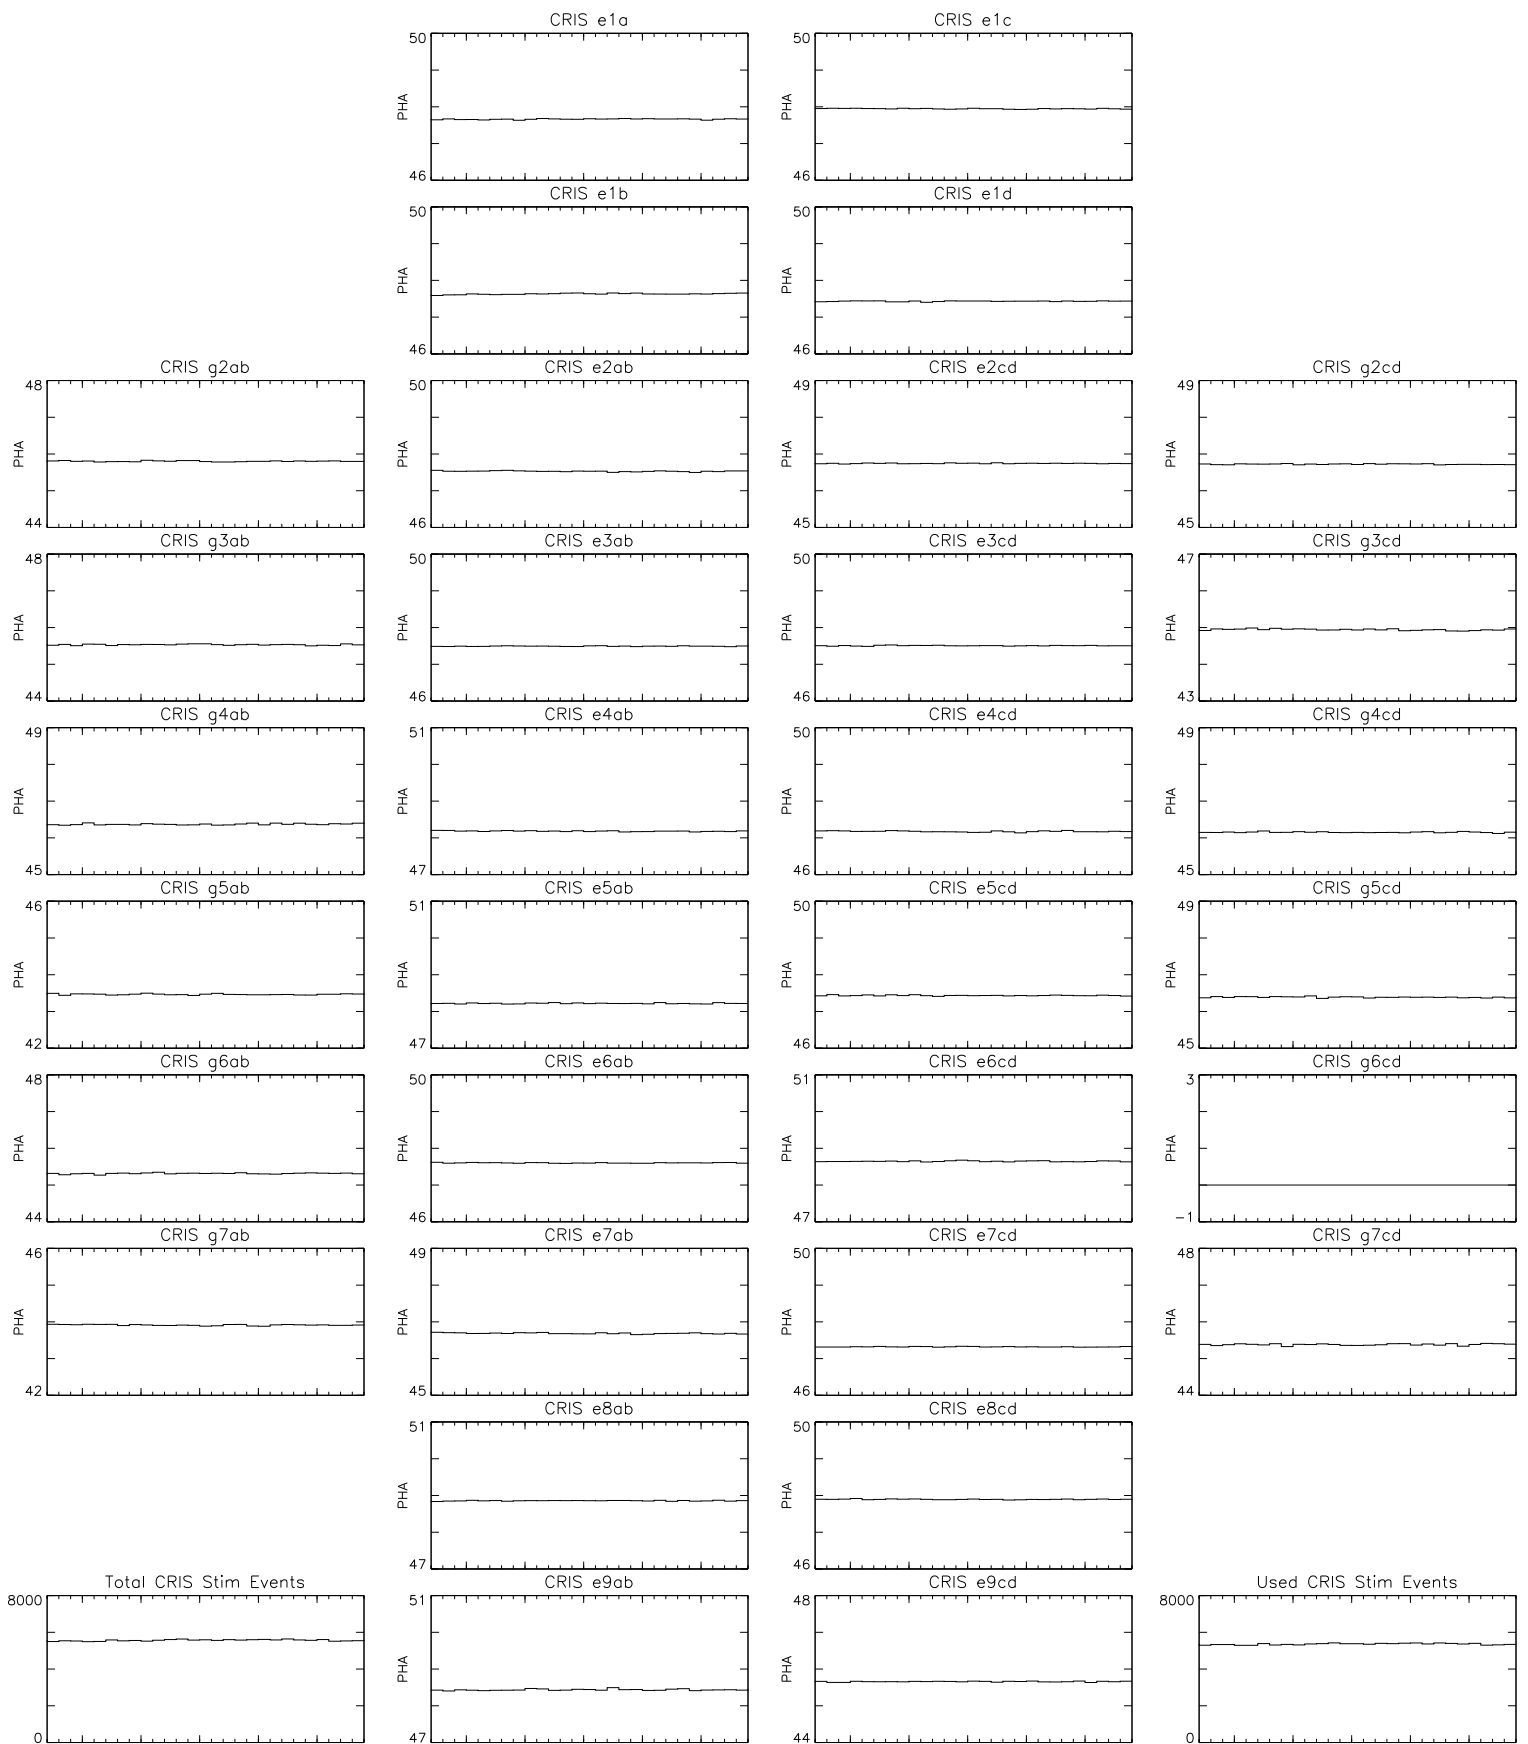 CRIS e1a
CRIS e1c
50
PHA
46
50
PHA
46
CRIS e1b
CRIS e1d
50
PHA
46
50
PHA
46
CRIS g2ab
CRIS e2ab
CRIS e2cd
CRIS g2cd
48
PHA
44
50
PHA
46
49
PHA
45
49
PHA
45
CRIS g3ab
CRIS e3ab
CRIS e3cd
CRIS g3cd
48
PHA
44
50
PHA
46
50
PHA
46
47
PHA
43
CRIS g4ab
CRIS e4ab
CRIS e4cd
CRIS g4cd
49
PHA
45
51
PHA
47
50
PHA
46
49
PHA
45
CRIS g5ab
CRIS e5ab
CRIS e5cd
CRIS g5cd
46
PHA
42
51
PHA
47
50
PHA
46
49
PHA
45
CRIS g6ab
CRIS e6ab
CRIS e6cd
CRIS g6cd
48
PHA
44
50
PHA
46
51
PHA
47
3
PHA
-1
CRIS g7ab
CRIS e7ab
CRIS e7cd
CRIS g7cd
46
PHA
42
49
PHA
45
50
PHA
46
48
PHA
44
CRIS e8ab
CRIS e8cd
51
PHA
47
50
PHA
46
Total CRIS Stim Events
CRIS e9ab
CRIS e9cd
Used CRIS Stim Events
8000
0
51
PHA
47
48
PHA
44
8000
0